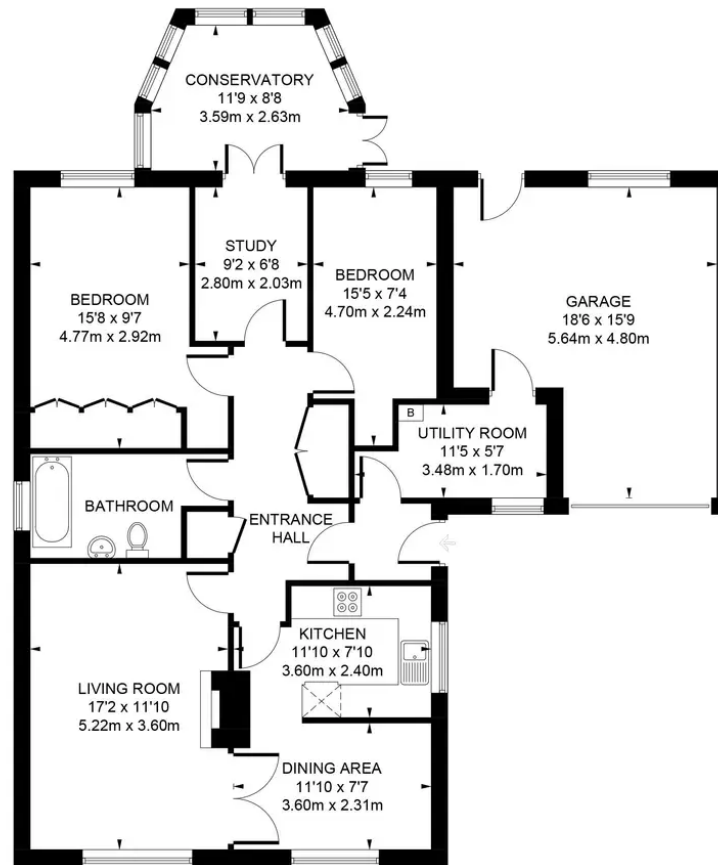 CONSERVATORY
11'9 x 8'8
3.59m x 2.63m
STUDY
9'2 x 6'8
2.80m x 2.03m
BEDROOM
15'8 x 9'7
4.77m x 2.92m
BEDROOM
15'5 x 7'4
4.70m x 2.24m
GARAGE
18'6 x 15'9
5.64m x 4.80m
B
UTILITY ROOM
11'5 x 5'7
3.48m x 1.70m
BATHROOM
ENTRANCE
HALL
KITCHEN
11'10 x 7'10
3.60m x 2.40m
LIVING ROOM
17'2 x 11'10
5.22m x 3.60m
DINING AREA
11'10 x 7'7
3.60m x 2.31m